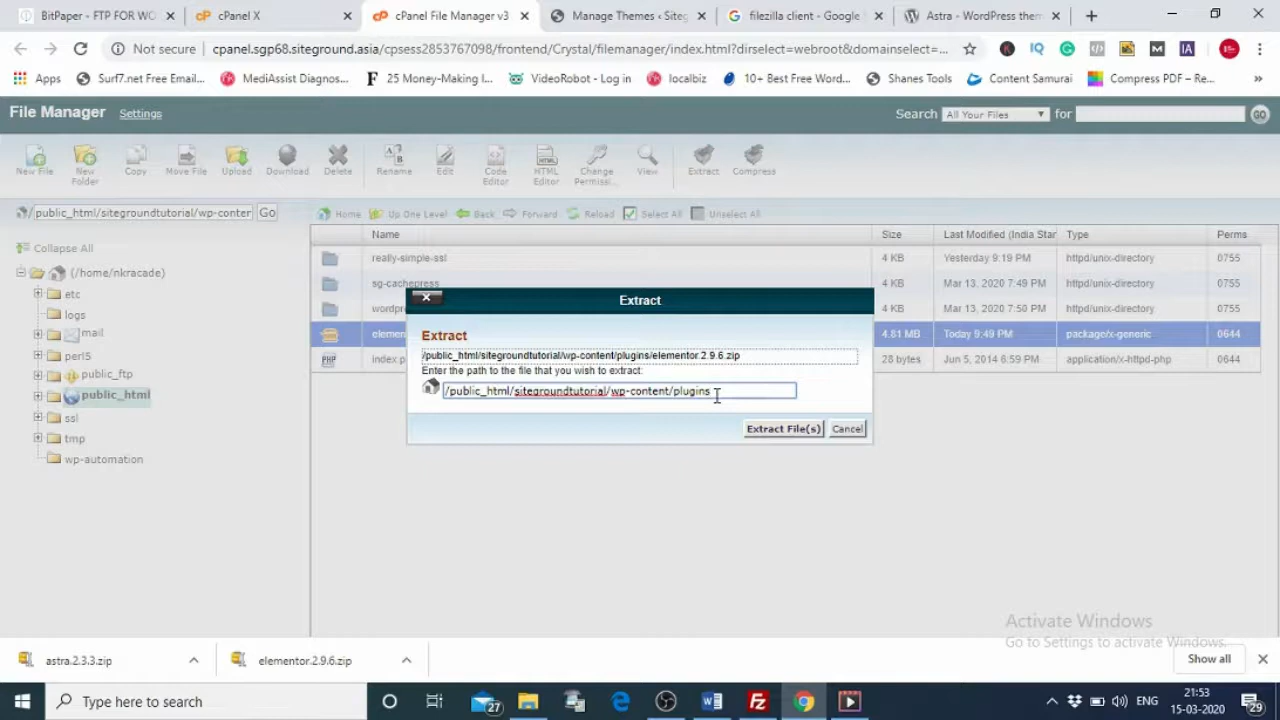 BitPaper - FTP FOR WO
cPanel X
cPanel File Manager v3
Manage Themes ‹ Siteg
filezilla client - Google
Astra - WordPress them
Not secure
cpanel.sgp68.siteground.asia/cpsess2853767098/frontend/Crystal/filemanager/index.html?dirselect=webroot&domainselect=...
Apps
Surf7.net Free Email...
MediAssist Diagnos...
25 Money-Making I...
VideoRobot - Log in
localbiz
10+ Best Free Word...
Shanes Tools
Content Samurai
Compress PDF – Re...
File Manager
Settings
Search
All Your Files
for
GO
New File
New Folder
Copy
Move File
Upload
Download
Delete
Rename
Edit
Code Editor
HTML Editor
Change Permissi...
View
Extract
Compress
/public_html/sitegroundtutorial/wp-conter
Go
Home
Up One Level
Back
Forward
Reload
Select All
Unselect All
Collapse All
(/home/nkracade)
etc
logs
mail
perl5
public_ftp
public_html
ssl
tmp
wp-automation
Name
Size
Last Modified (India Star
Type
Perms
really-simple-ssl
4 KB
Yesterday 9:19 PM
httpd/unix-directory
0755
sg-cachepress
4 KB
Mar 13, 2020 7:49 PM
httpd/unix-directory
0755
wordpr
4 KB
Mar 13, 2020 7:50 PM
httpd/unix-directory
0755
elemen
4.81 MB
Today 9:49 PM
package/x-generic
0644
index.p
28 bytes
Jun 5, 2014 6:59 PM
application/x-httpd-php
0644
Extract
Extract
/public_html/sitegroundtutorial/wp-content/plugins/elementor.2.9.6.zip
Enter the path to the file that you wish to extract:
/public_html/sitegroundtutorial/wp-content/plugins
Extract File(s)
Cancel
Activate Windows
Go to Settings to activate Windows.
astra.2.3.3.zip
elementor.2.9.6.zip
Show all
Type here to search
27
ENG
21:53
15-03-2020
29